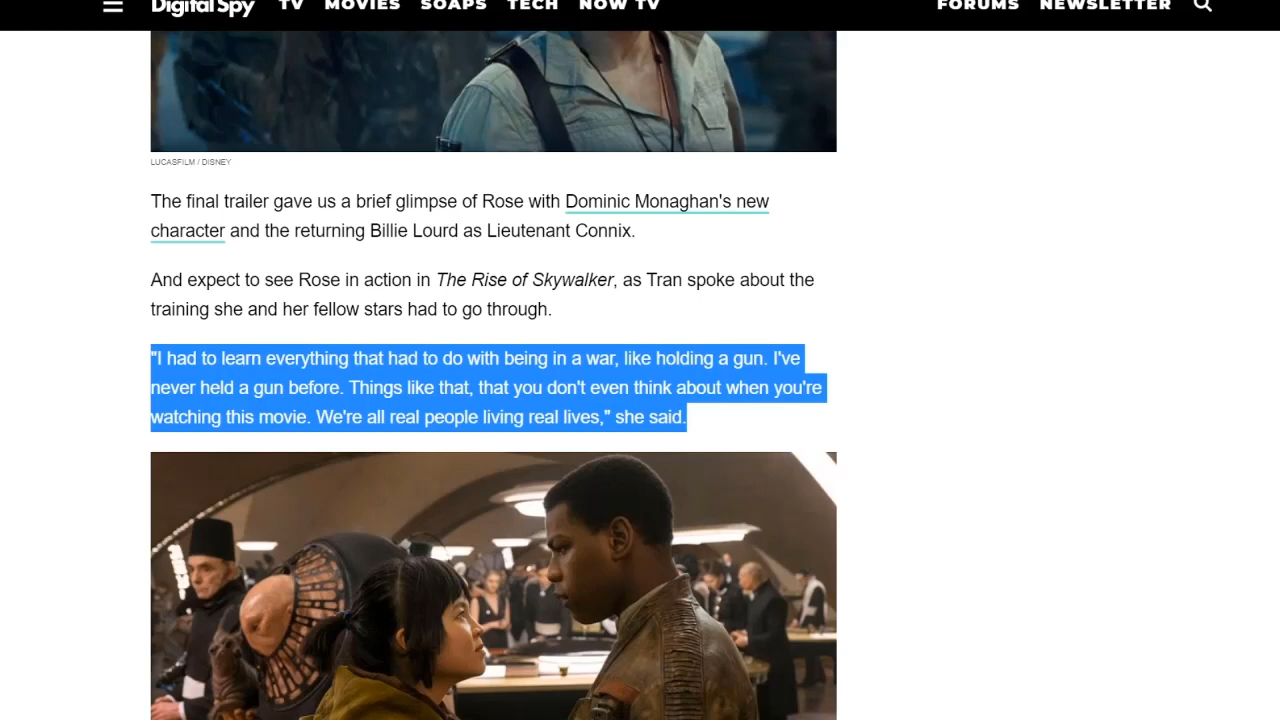 Digital Spy TV MOVIES SOAPS TECH NOW TV FORUMS NEWSLETTER
LUCASFILM / DISNEY
The final trailer gave us a brief glimpse of Rose with Dominic Monaghan's new
character and the returning Billie Lourd as Lieutenant Connix.
And expect to see Rose in action in The Rise of Skywalker, as Tran spoke about the
training she and her fellow stars had to go through.
"I had to learn everything that had to do with being in a war, like holding a gun. I've
never held a gun before. Things like that, that you don't even think about when you're
watching this movie. We're all real people living real lives," she said.